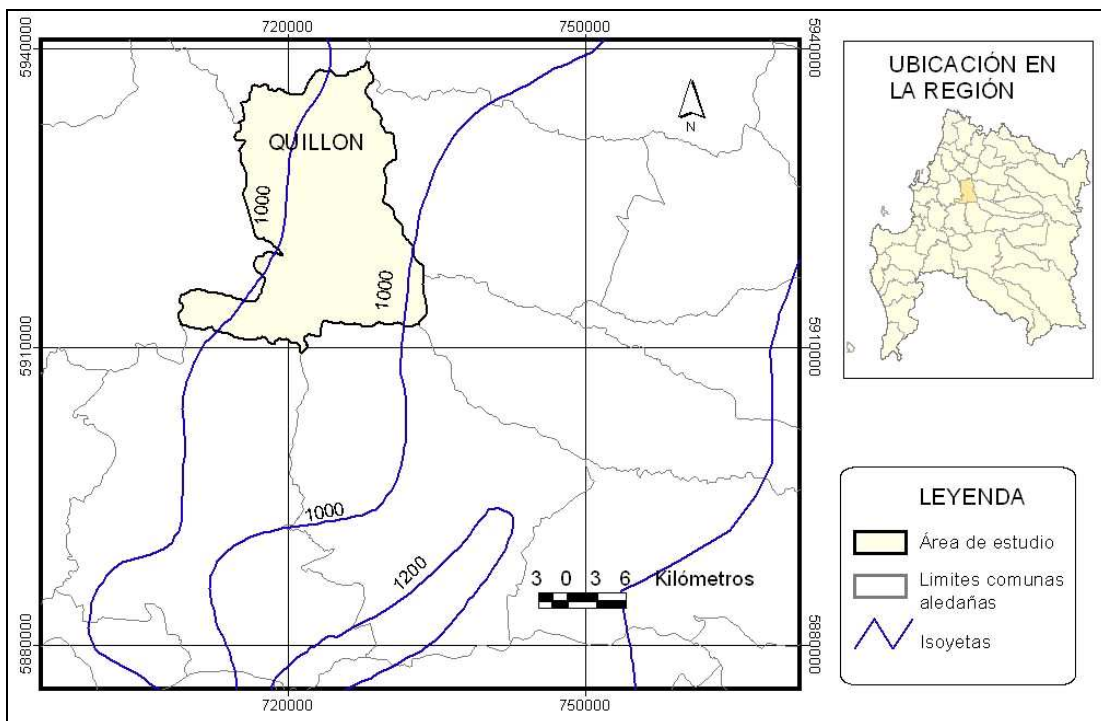 720000
750000
5940000
5940000
UBICACIÓN EN
LA REGIÓN
N
QUILLON
1000
1000
5910000
5910000
1000
1200
3 0 3 6 Kilómetros
LEYENDA
Área de estudio
Limites comunas
aledañas
Isoyetas
5880000
5880000
720000
750000